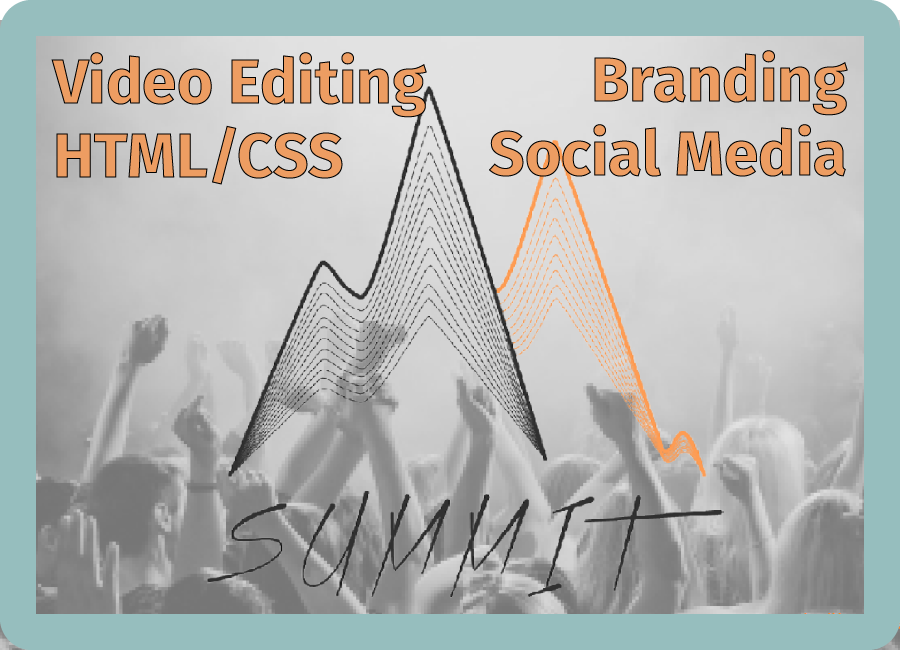 Video Editing
HTML/CSS
Branding
Social Media
SUMMIT